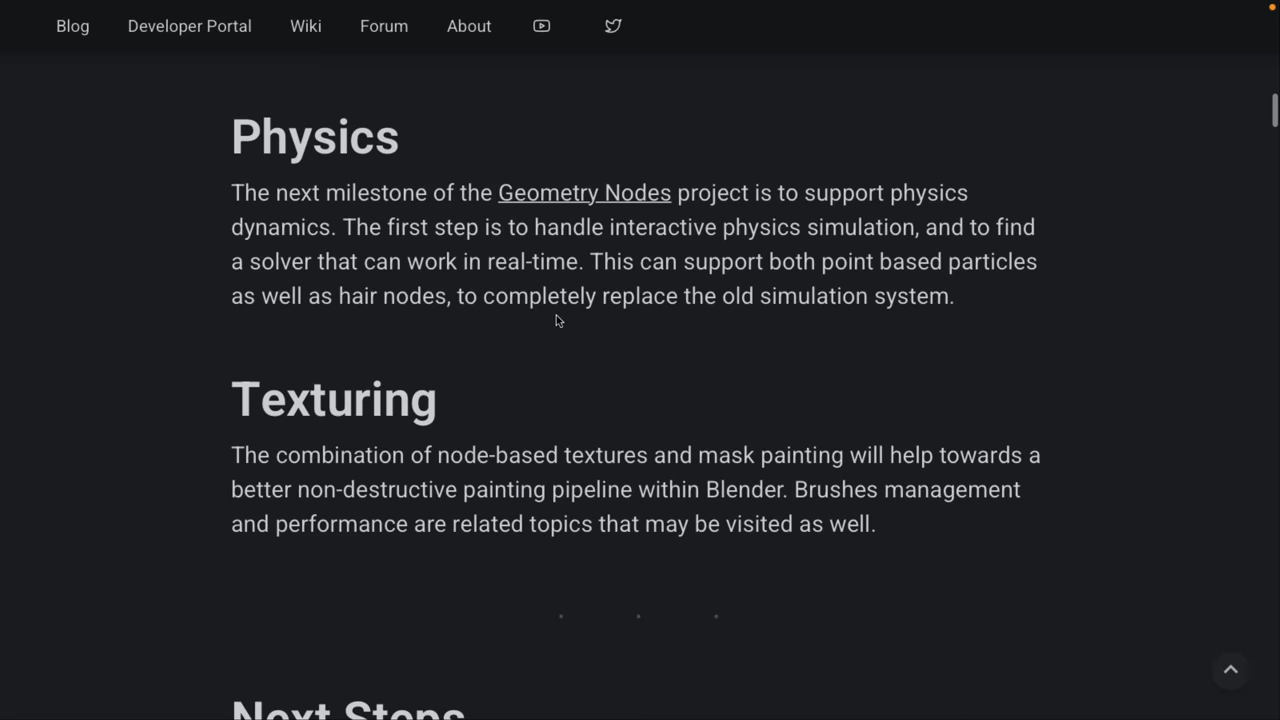 Blog Developer Portal Wiki Forum About
Physics
The next milestone of the Geometry Nodes project is to support physics
dynamics. The first step is to handle interactive physics simulation, and to find
a solver that can work in real-time. This can support both point based particles
as well as hair nodes, to completely replace the old simulation system.
Texturing
The combination of node-based textures and mask painting will help towards a
better non-destructive painting pipeline within Blender. Brushes management
and performance are related topics that may be visited as well.
Next Steps